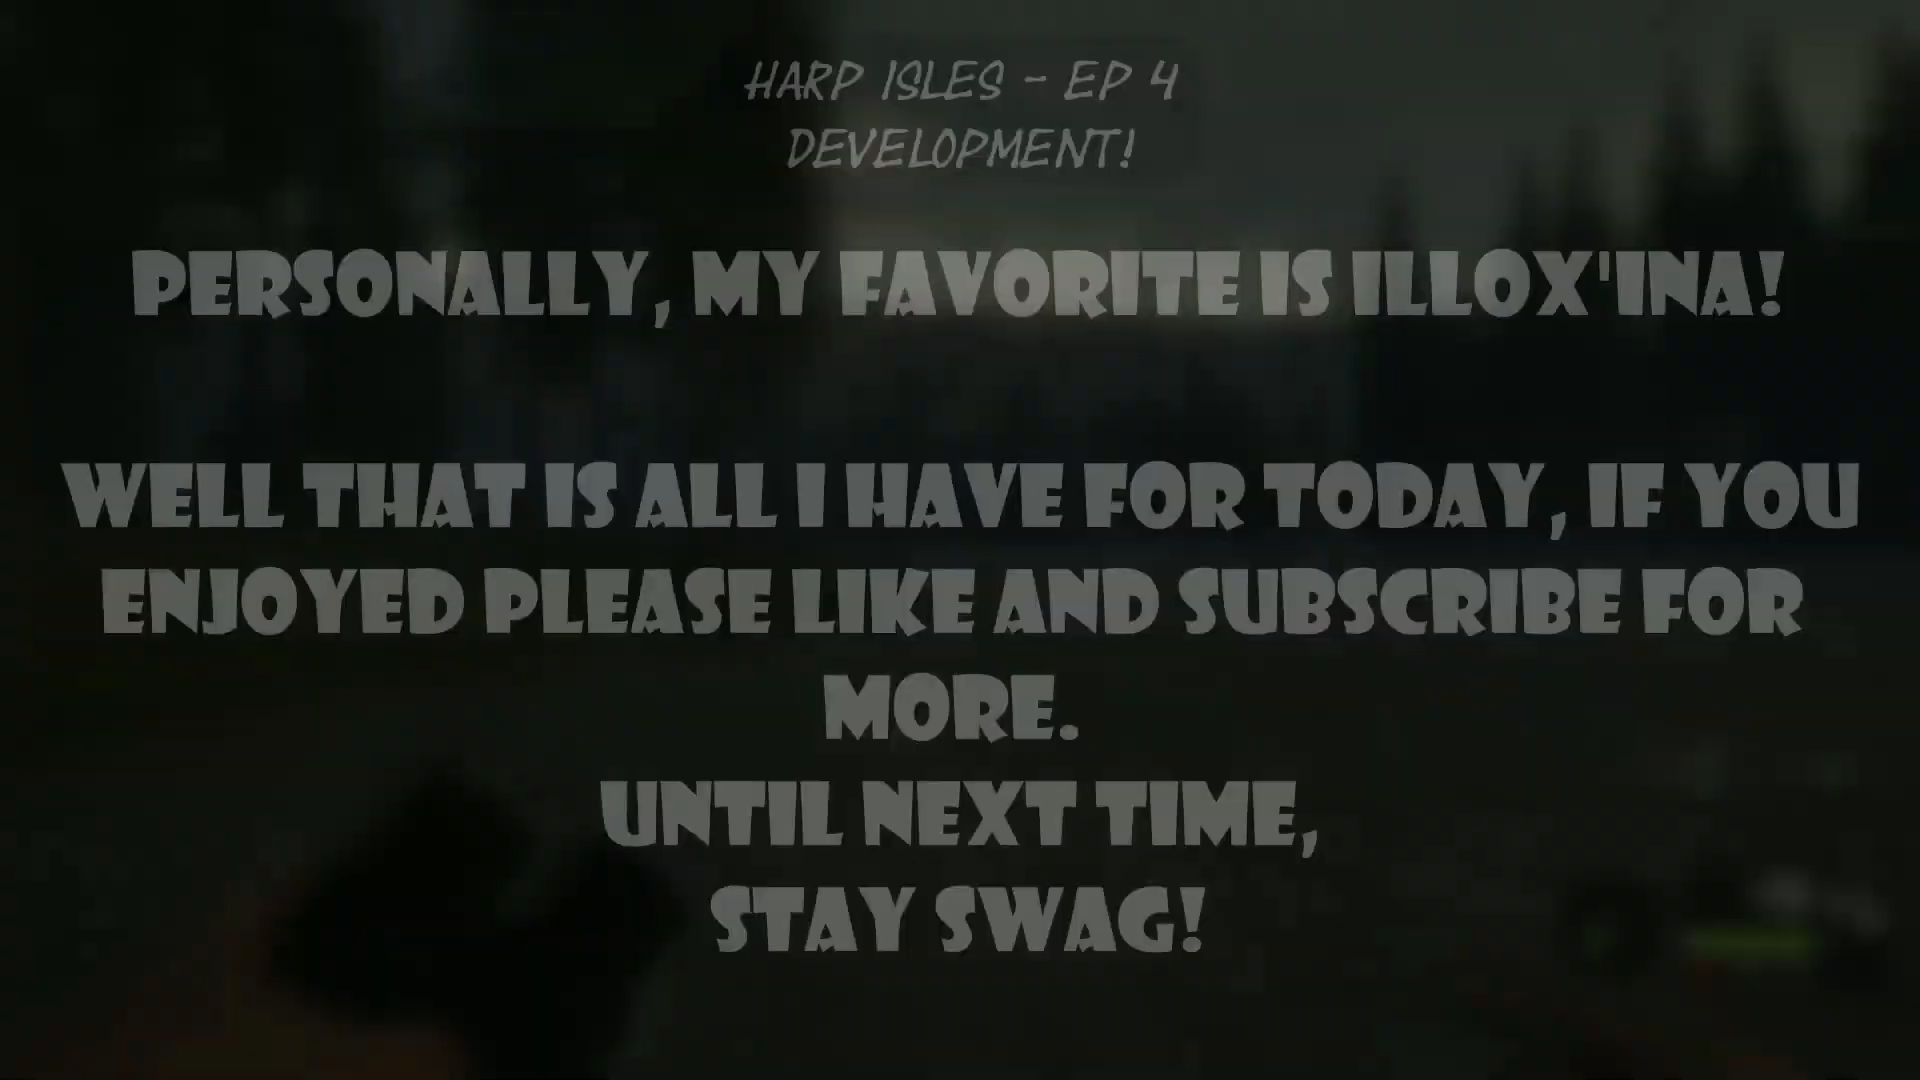 HARP ISLES - EP 4
DEVELOPMENT!
PERSONALLY, MY FAVORITE IS ILLOX'INA!
WELL THAT IS ALL I HAVE FOR TODAY, IF YOU
ENJOYED PLEASE LIKE AND SUBSCRIBE FOR
MORE.
UNTIL NEXT TIME,
STAY SWAG!